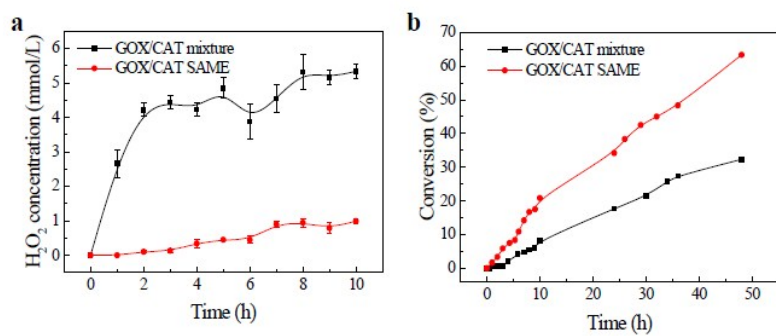 a
GOX/CAT mixture
GOX/CAT SAME
H₂O₂ concentration (mmol/L)
6
5
4
3
2
1
0
0 2 4 6 8 10
Time (h)
b
GOX/CAT mixture
GOX/CAT SAME
Conversion (%)
70
60
50
40
30
20
10
0
0 10 20 30 40 50
Time (h)